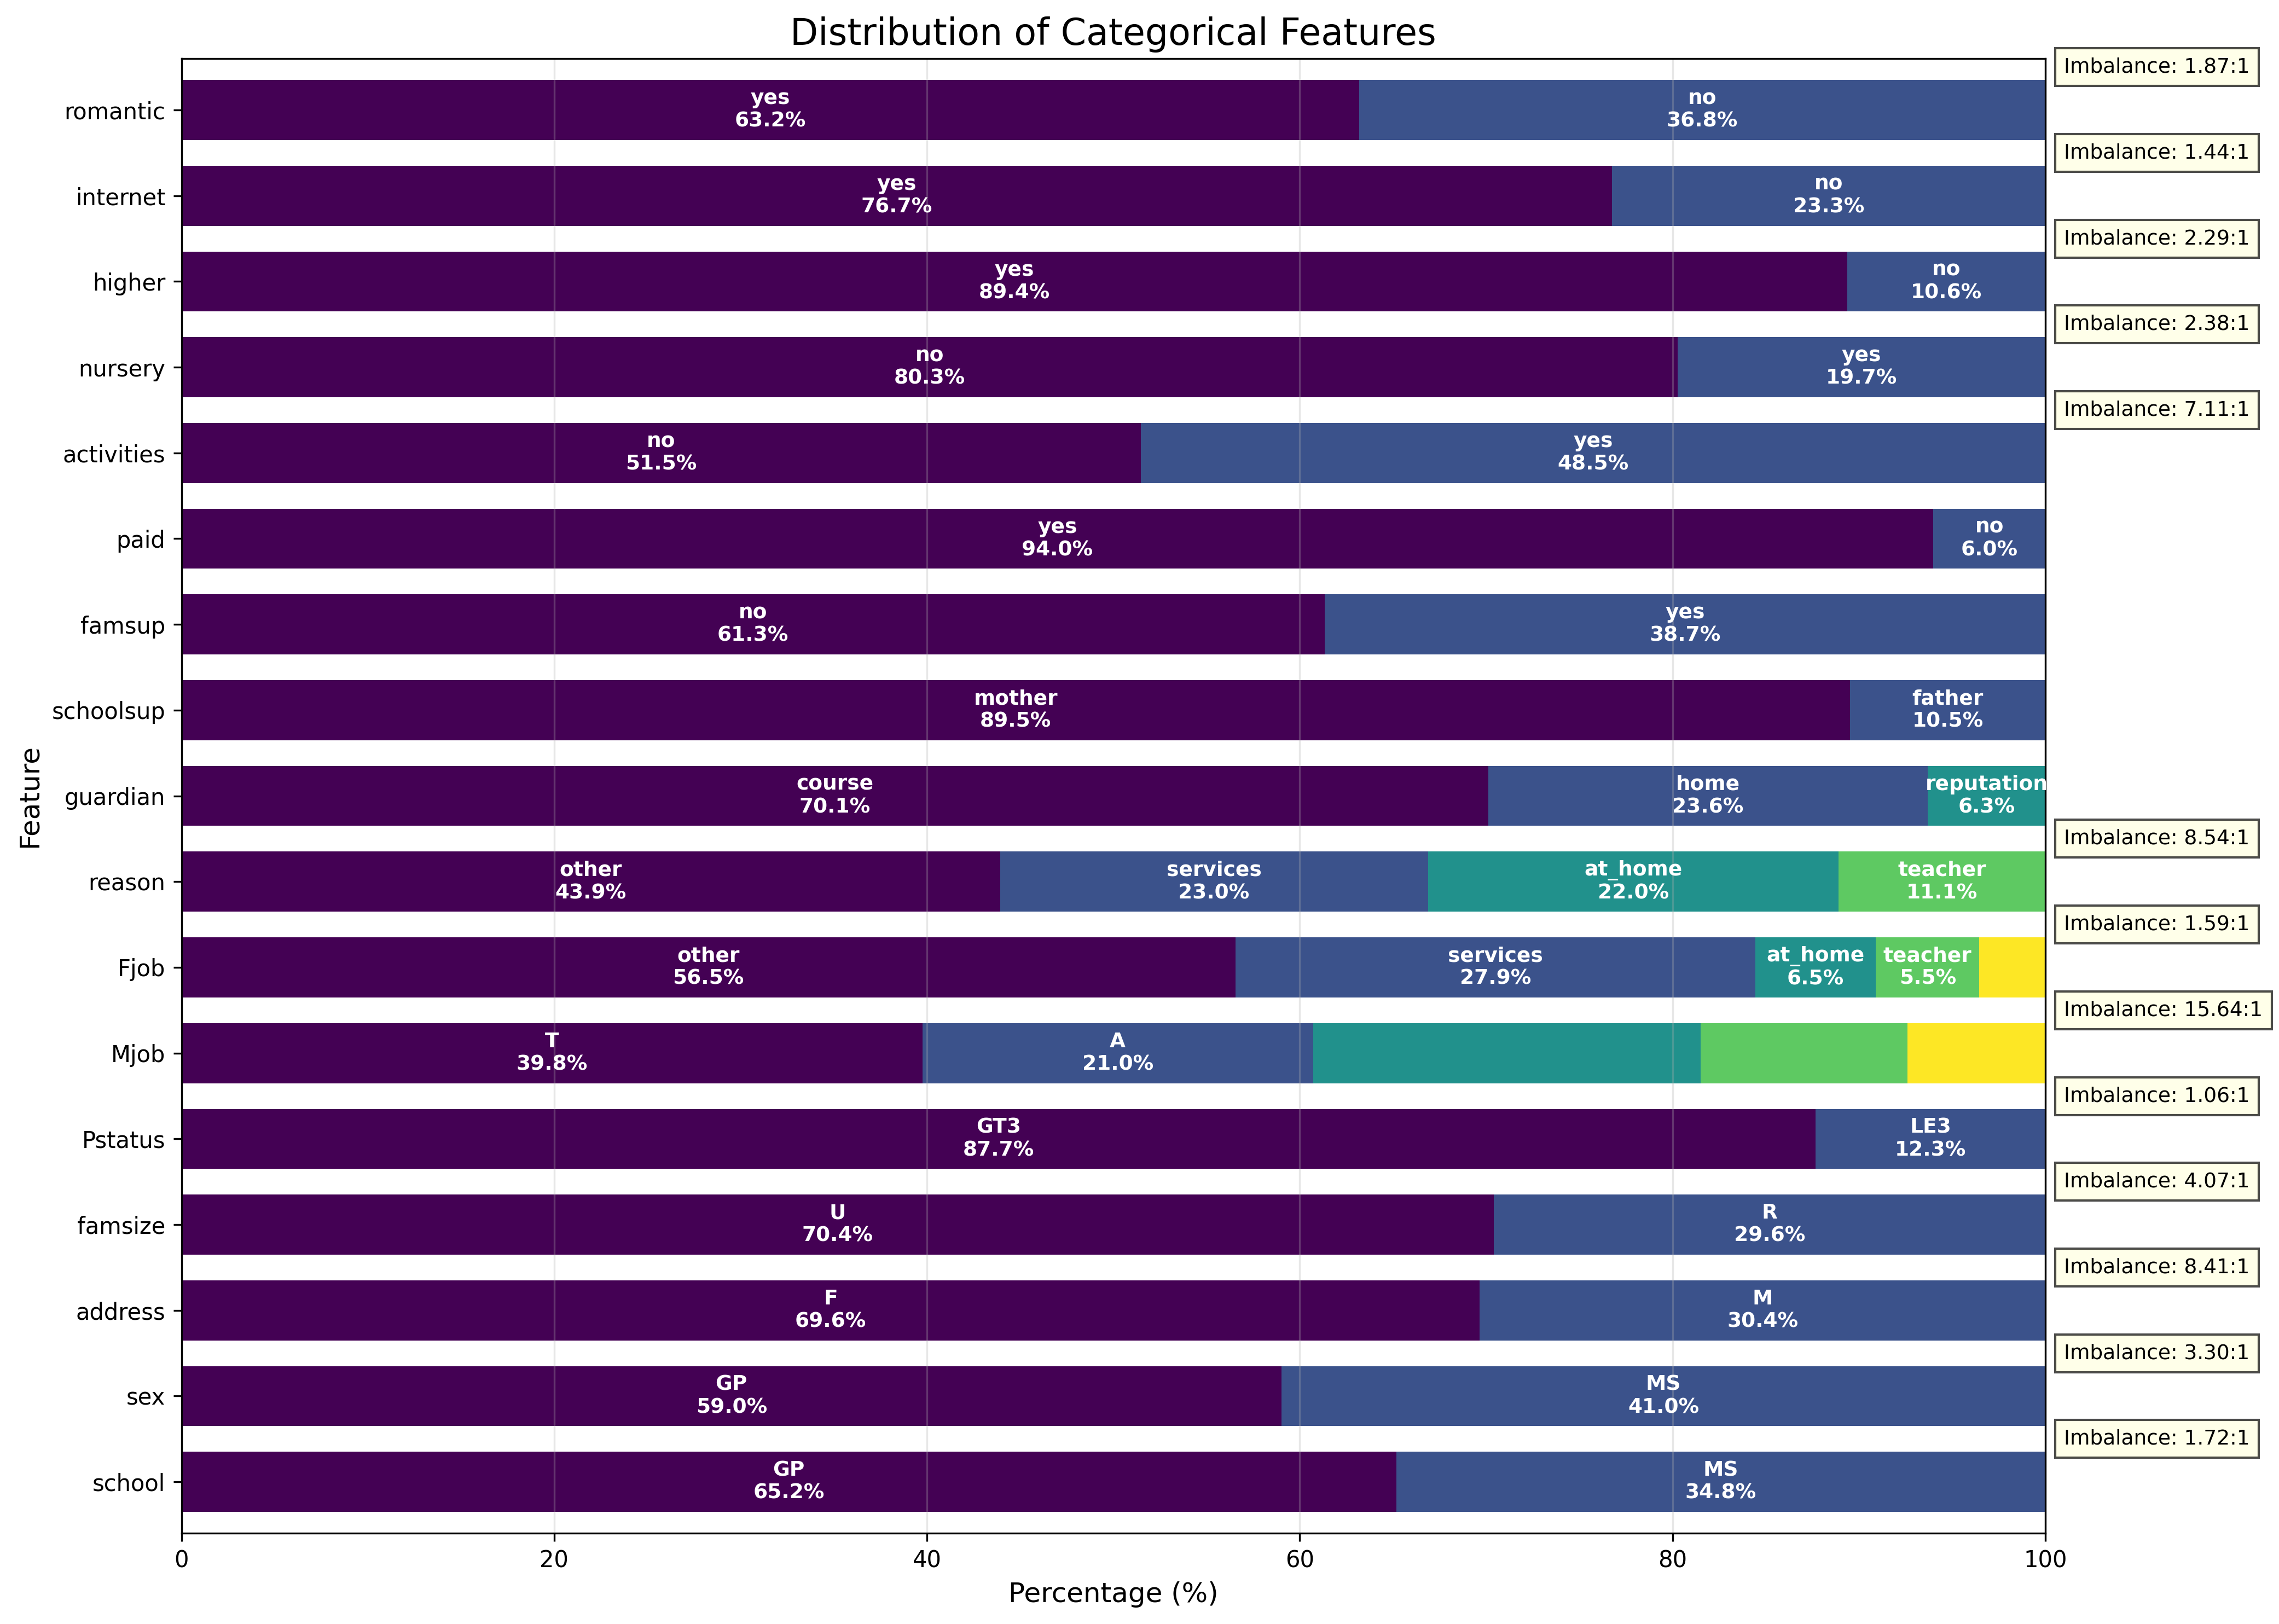 Distribution of Categorical Features
Imbalance: 1.87:1
romantic
yes
63.2%
no
36.8%
Imbalance: 1.44:1
internet
yes
76.7%
no
23.3%
Imbalance: 2.29:1
higher
yes
89.4%
no
10.6%
Imbalance: 2.38:1
nursery
no
80.3%
yes
19.7%
Imbalance: 7.11:1
activities
no
51.5%
yes
48.5%
paid
yes
94.0%
no
6.0%
famsup
no
61.3%
yes
38.7%
schoolsup
mother
89.5%
father
10.5%
guardian
course
70.1%
home
23.6%
reputation
6.3%
Imbalance: 8.54:1
reason
other
43.9%
services
23.0%
at_home
22.0%
teacher
11.1%
Imbalance: 1.59:1
Fjob
other
56.5%
services
27.9%
at_home
6.5%
teacher
5.5%
Imbalance: 15.64:1
Mjob
T
39.8%
A
21.0%
Imbalance: 1.06:1
Pstatus
GT3
87.7%
LE3
12.3%
Imbalance: 4.07:1
famsize
U
70.4%
R
29.6%
Imbalance: 8.41:1
address
F
69.6%
M
30.4%
Imbalance: 3.30:1
sex
GP
59.0%
MS
41.0%
Imbalance: 1.72:1
school
GP
65.2%
MS
34.8%
Feature
0
20
40
60
80
100
Percentage (%)